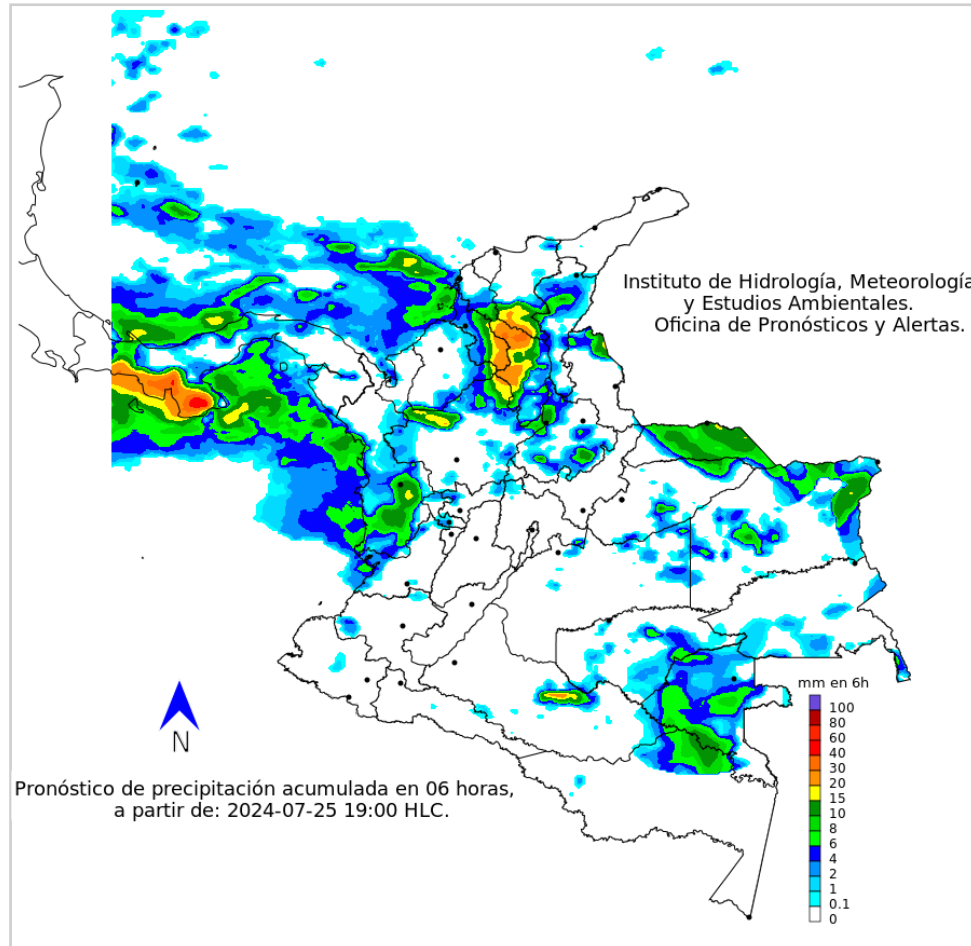 Instituto de Hidrología, Meteorología
y Estudios Ambientales.
Oficina de Pronósticos y Alertas.
mm en 6h
100
80
60
40
30
20
15
10
8
6
4
2
1
0.1
0
N
Pronóstico de precipitación acumulada en 06 horas,
a partir de: 2024-07-25 19:00 HLC.